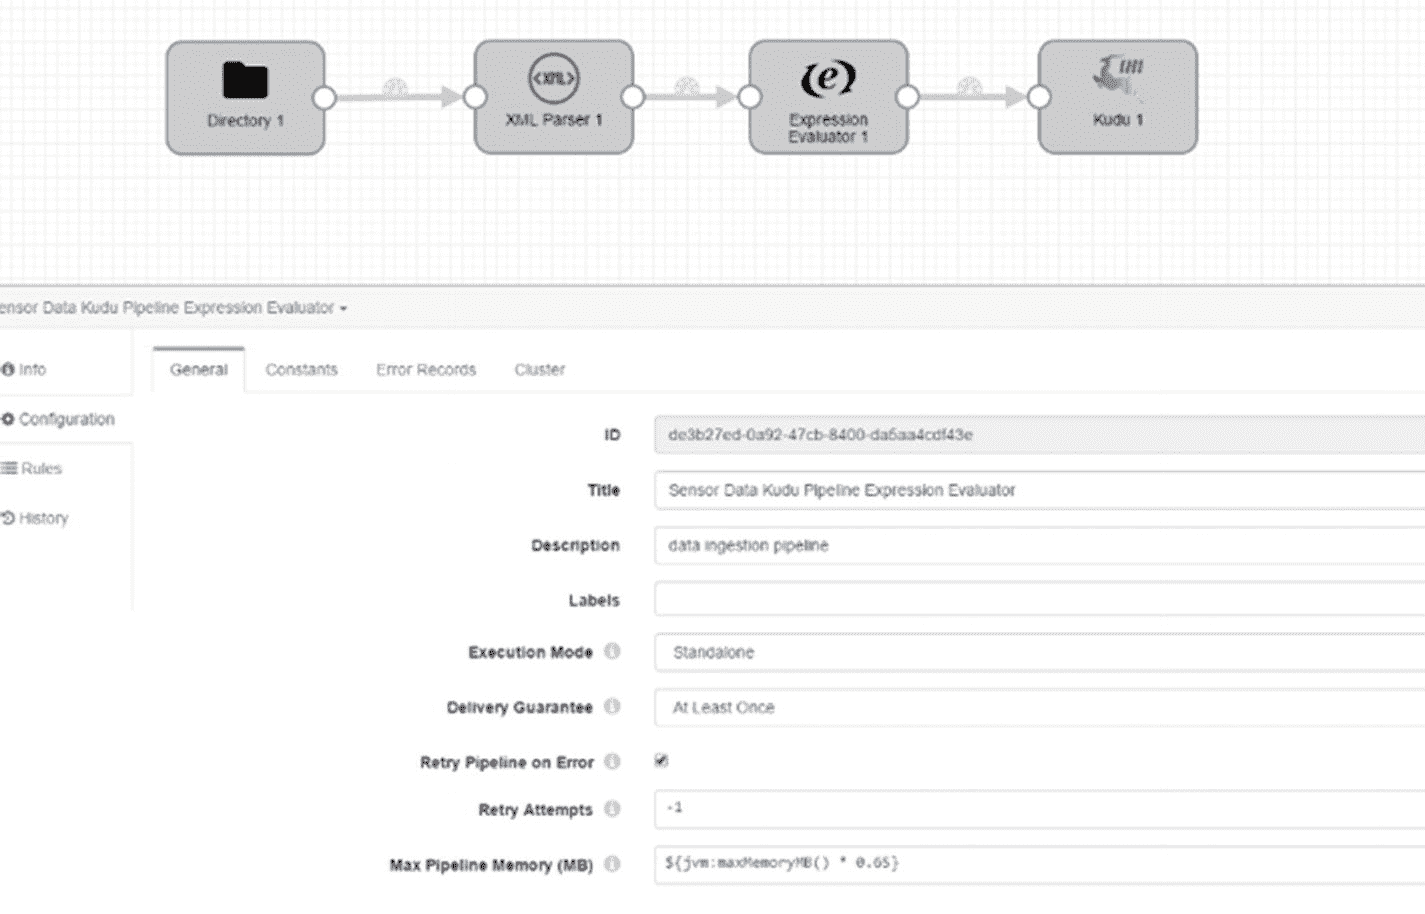 Directory 1
<XML>
XML Parser 1
(e)
Expression
Evaluator 1
Kudu 1
ensor Data Kudu Pipeline Expression Evaluator
Info
General
Constants
Error Records
Cluster
Configuration
ID
de3b27ed-0a92-47cb-8400-da5aa4cdf43e
Rules
Title
Sensor Data Kudu Pipeline Expression Evaluator
History
Description
data ingestion pipeline
Labels
Execution Mode
Standalone
Delivery Guarantee
At Least Once
Retry Pipeline on Error
Retry Attempts
-1
Max Pipeline Memory (MB)
${jvm:maxMemoryMB() * 0.65}